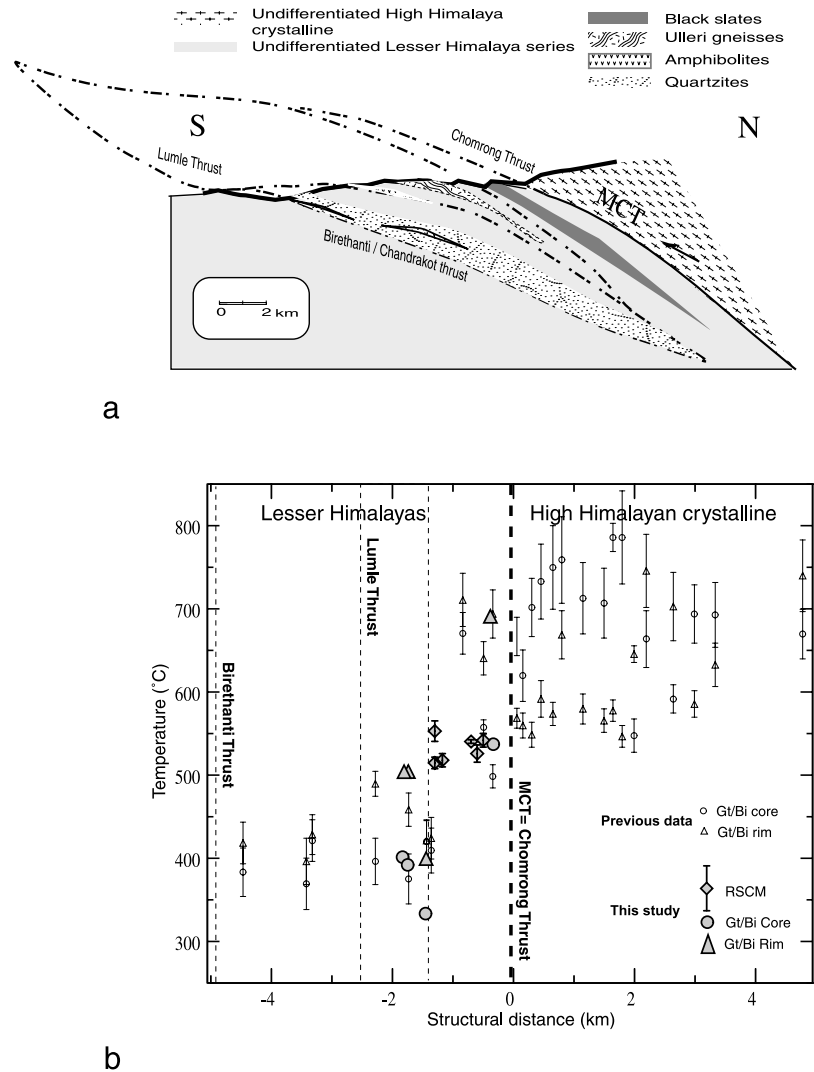 Undifferentiated High Himalaya
crystalline
Undifferentiated Lesser Himalaya series
Black slates
Ulleri gneisses
Amphibolites
Quartzites
S
N
Lumle Thrust
Chomrong Thrust
MCT
Birethanti / Chandrakot thrust
0 2 km
a
Lesser Himalayas
High Himalayan crystalline
800
700
600
500
400
300
Temperature (˚C)
Birethanti Thrust
Lumle Thrust
MCT= Chomrong Thrust
Previous data
Gt/Bi core
Gt/Bi rim
This study
RSCM
Gt/Bi Core
Gt/Bi Rim
-4 -2 0 2 4
Structural distance (km)
b